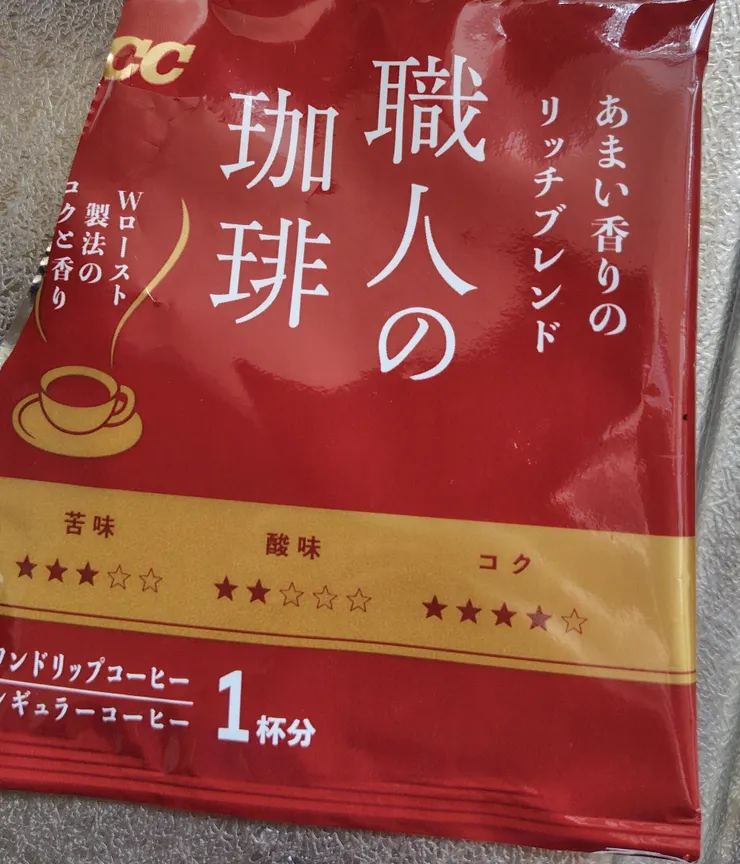 CC
あまい香りの
リッチブレンド
職人の
珈琲
Wロースト
製法の
コクと香り
苦味
★★★☆☆
酸味
★★☆☆☆
コク
★★★★☆
ワンドリップコーヒー
ギュラーコーヒー
1杯分